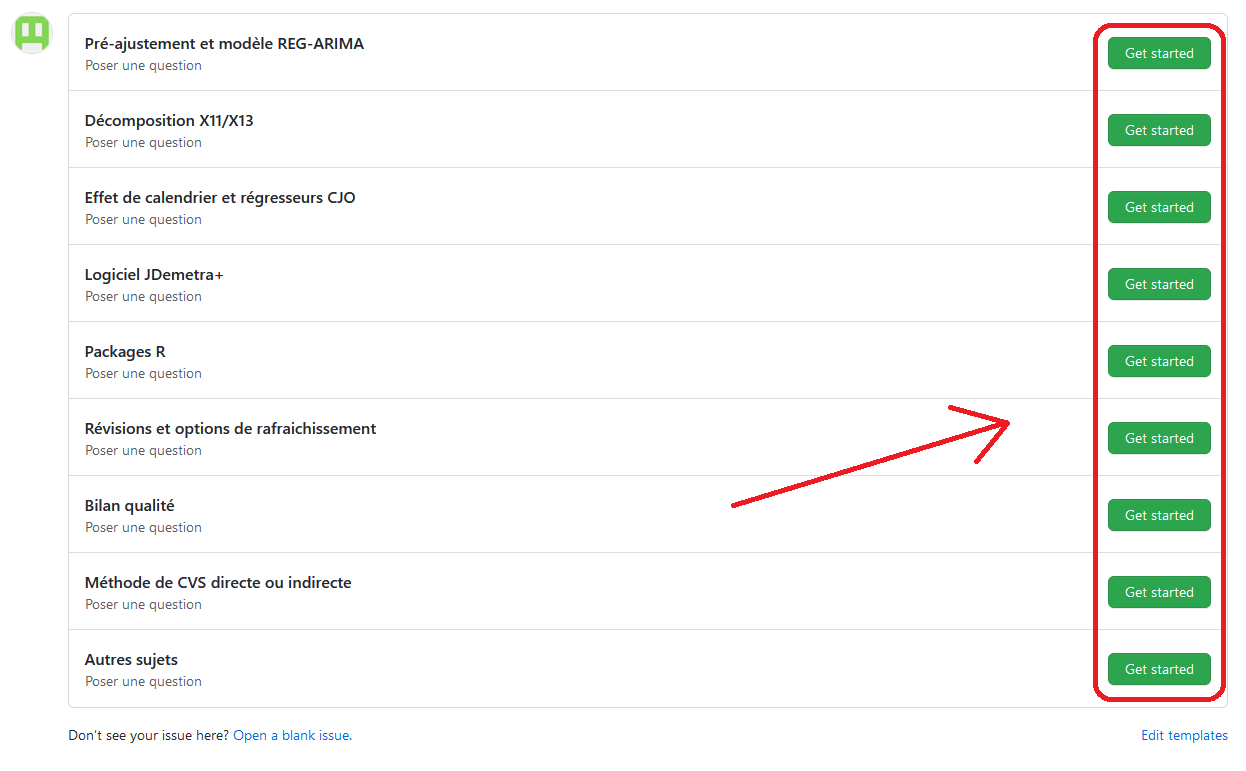 Pré-ajustement et modèle REG-ARIMA
Poser une question
Get started
Décomposition X11/X13
Poser une question
Get started
Effet de calendrier et régresseurs CJO
Poser une question
Get started
Logiciel JDemetra+
Poser une question
Get started
Packages R
Poser une question
Get started
Révisions et options de rafraichissement
Poser une question
Get started
Bilan qualité
Poser une question
Get started
Méthode de CVS directe ou indirecte
Poser une question
Get started
Autres sujets
Poser une question
Get started
Don't see your issue here? Open a blank issue.
Edit templates